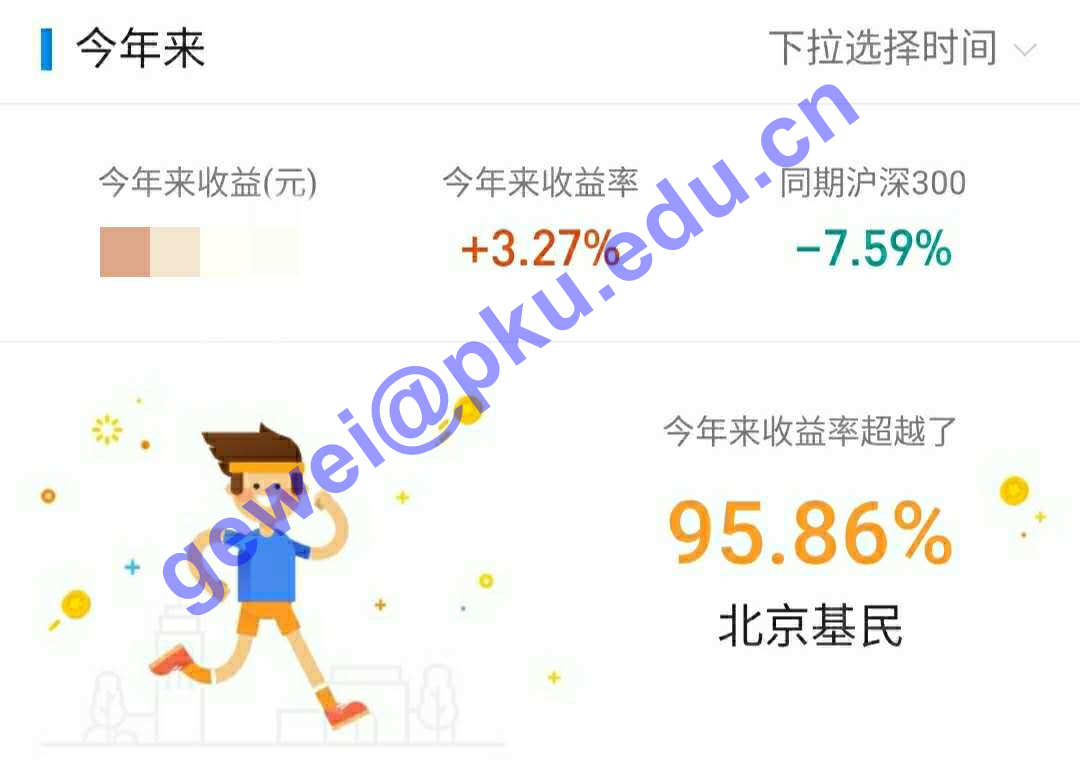 今年来
下拉选择时间
今年来收益(元)
今年来收益率
同期沪深300
+3.27%
-7.59%
gewei@pku.edu.cn
今年来收益率超越了
95.86%
北京基民